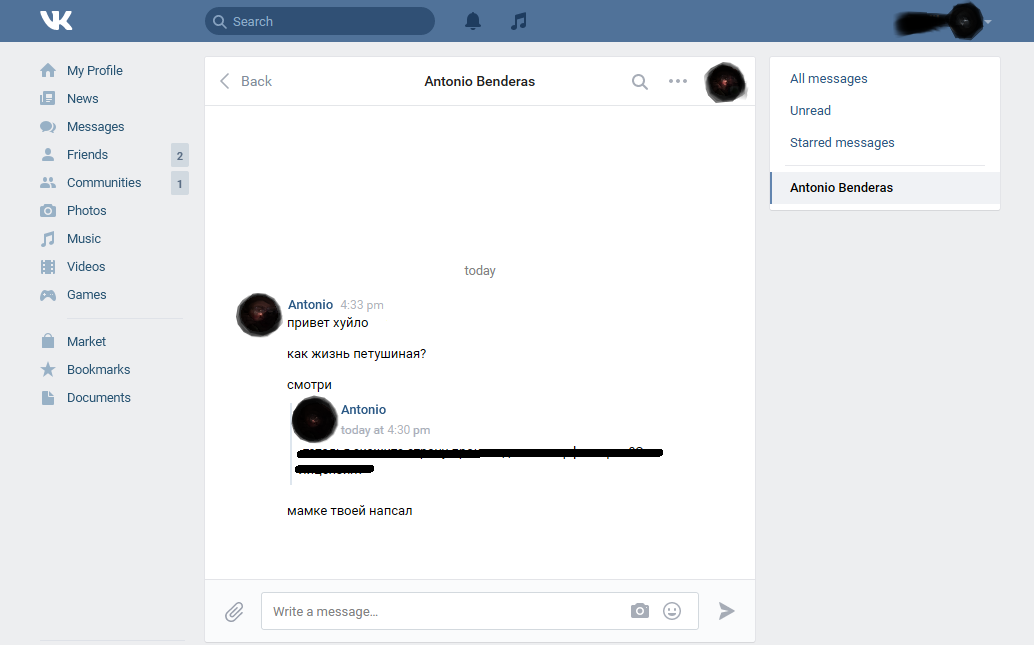 Search
My Profile
News
Messages
Friends
2
Communities
1
Photos
Music
Videos
Games
Market
Bookmarks
Documents
Back
Antonio Benderas
today
Antonio 4:33 pm
привет хуйло
как жизнь петушиная?
смотри
Antonio
today at 4:30 pm
мамке твоей напсал
Write a message...
All messages
Unread
Starred messages
Antonio Benderas